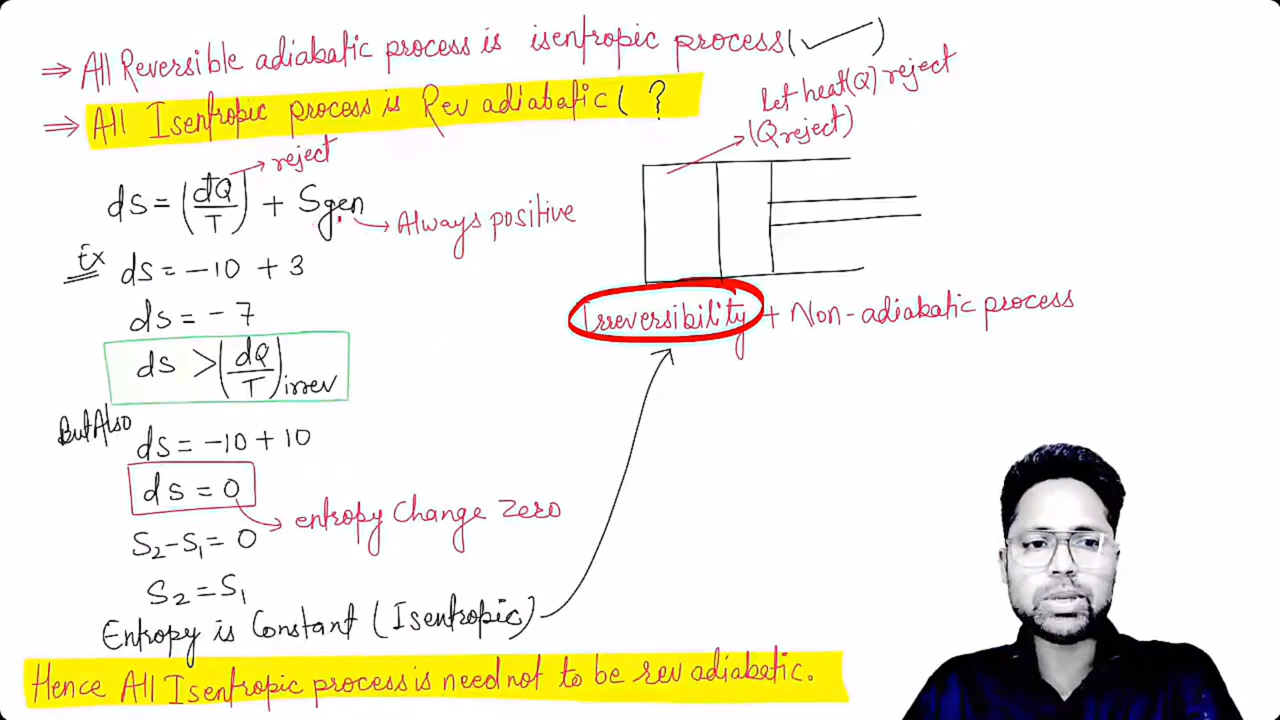 ⇒ All Reversible adiabatic process is isentropic process(✓)
⇒ All Isentropic process is Rev adiabatic( ?
Let heat(Q) reject
(Qreject)
reject
ds = (dQ/T) + Sgen
Always positive
Ex ds = -10 + 3
ds = - 7
ds > (dQ/T)irrev
Irreversibility + Non-adiabatic process
But Also
ds = -10 + 10
ds = 0
entropy Change Zero
S2-S1 = 0
S2 = S1
Entropy is Constant (Isentropic)
Hence All Isentropic process is need not to be rev adiabatic.